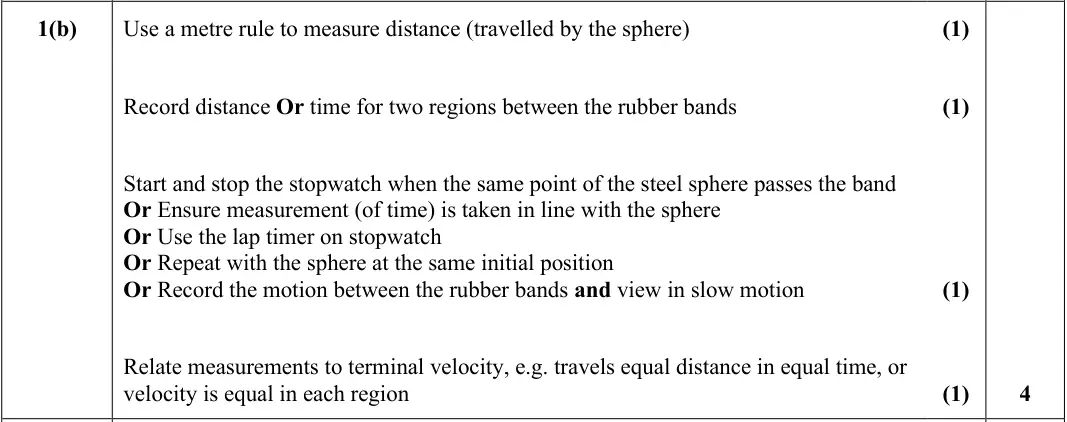 1(b) Use a metre rule to measure distance (travelled by the sphere) (1)
Record distance Or time for two regions between the rubber bands (1)
Start and stop the stopwatch when the same point of the steel sphere passes the band
Or Ensure measurement (of time) is taken in line with the sphere
Or Use the lap timer on stopwatch
Or Repeat with the sphere at the same initial position
Or Record the motion between the rubber bands and view in slow motion (1)
Relate measurements to terminal velocity, e.g. travels equal distance in equal time, or
velocity is equal in each region (1) 4